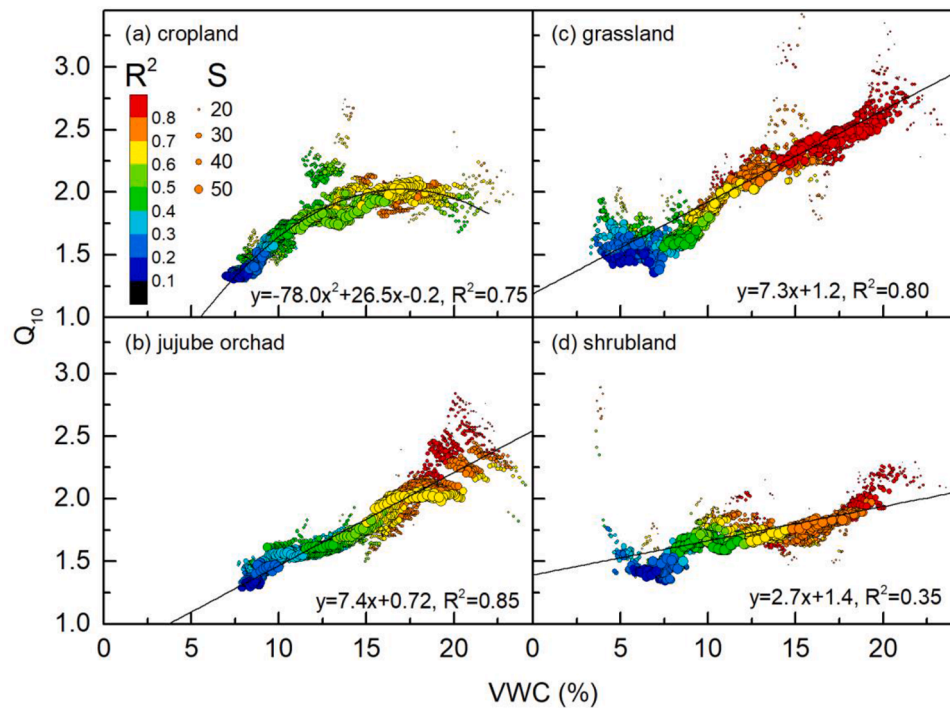 (a) cropland
R² S
0.8
0.7
0.6
0.5
0.4
0.3
0.2
0.1
20
30
40
50
y=-78.0x²+26.5x-0.2, R²=0.75
(c) grassland
y=7.3x+1.2, R²=0.80
3.0
2.5
2.0
1.5
1.0
Q₁₀
(b) jujube orchad
y=7.4x+0.72, R²=0.85
(d) shrubland
y=2.7x+1.4, R²=0.35
3.0
2.5
2.0
1.5
1.0
0 5 10 15 20 5 10 15 20
VWC (%)